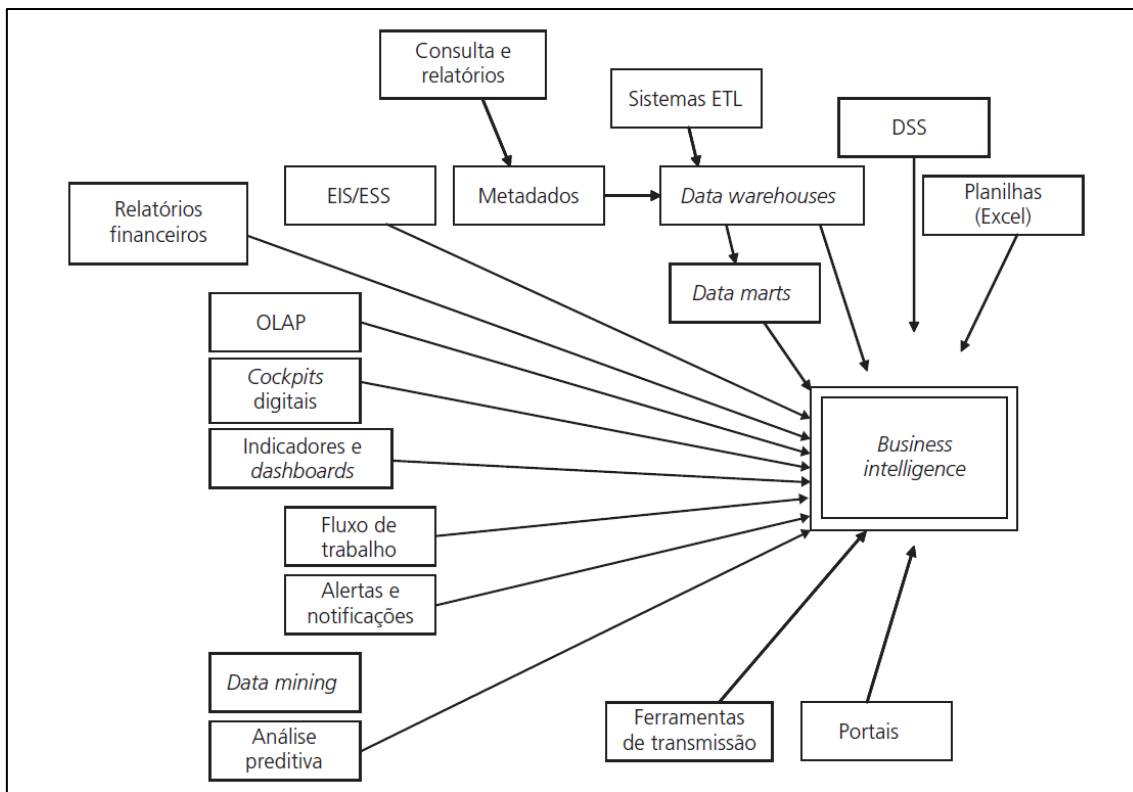 Consulta e
relatórios
Sistemas ETL
DSS
EIS/ESS
Metadados
Data warehouses
Planilhas
(Excel)
Relatórios
financeiros
Data marts
OLAP
Cockpits
digitais
Indicadores e
dashboards
Business
intelligence
Fluxo de
trabalho
Alertas e
notificações
Data mining
Análise
preditiva
Ferramentas
de transmissão
Portais